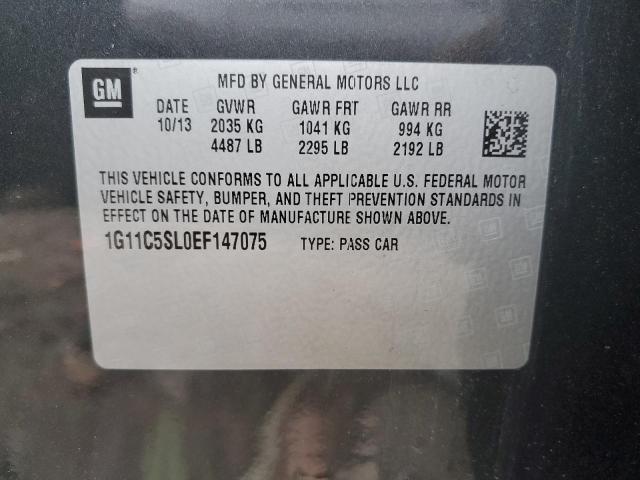 GM
MFD BY GENERAL MOTORS LLC
DATE GVWR GAWR FRT GAWR RR
10/13 2035 KG 1041 KG 994 KG
4487 LB 2295 LB 2192 LB
THIS VEHICLE CONFORMS TO ALL APPLICABLE U.S. FEDERAL MOTOR
VEHICLE SAFETY, BUMPER, AND THEFT PREVENTION STANDARDS IN
EFFECT ON THE DATE OF MANUFACTURE SHOWN ABOVE.
1G11C5SL0EF147075 TYPE: PASS CAR